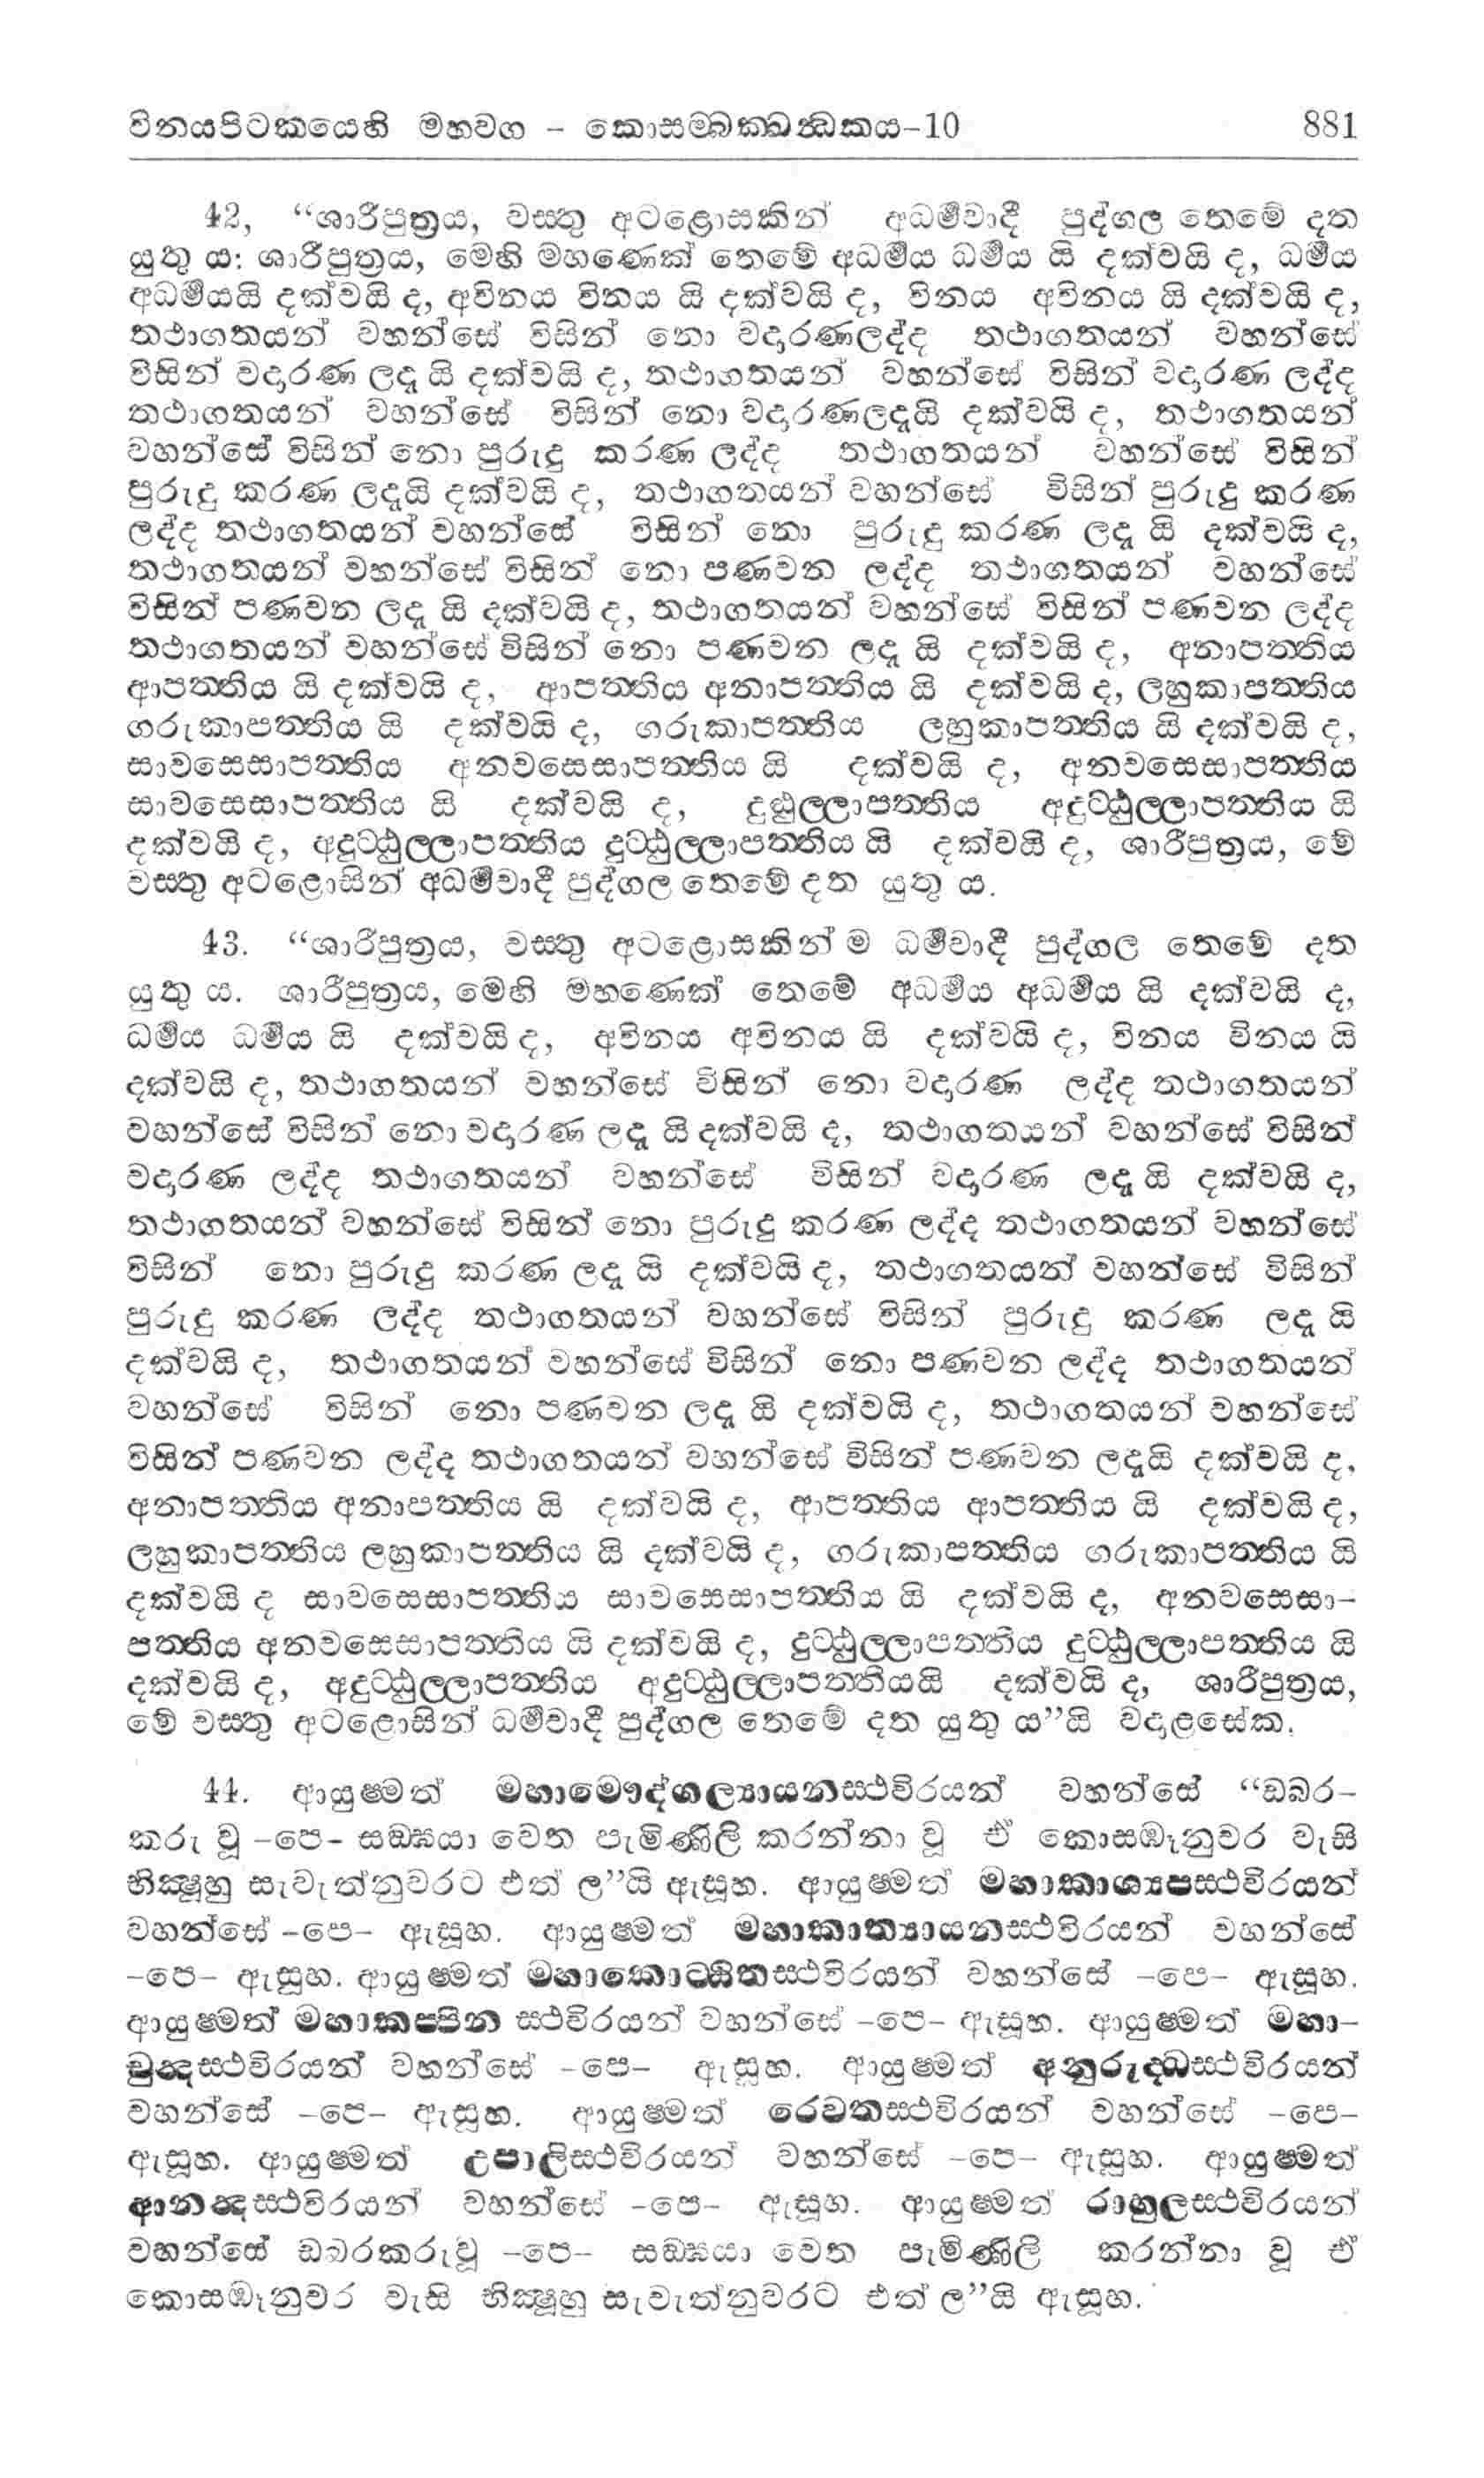 විනයපිටකයෙහි මහවග - කොසම්බක්ඛන්ධකය-10 881
42, “ශාරීපුත්‍රය, වස්තු අටළොසකින් අධර්‍මවාදී පුද්ගල තෙමේ දත
යුතු ය: ශාරීපුත්‍රය, මෙහි මහණෙක් තෙමේ අධර්‍මය ධර්‍මය යි දක්වයි ද, ධර්‍මය
අධර්‍මයයි දක්වයි ද, අවිනය විනය යි දක්වයි ද, විනය අවිනය යි දක්වයි ද,
තථාගතයන් වහන්සේ විසින් නො වදාරණලද්ද තථාගතයන් වහන්සේ
විසින් වදාරණ ලදැ යි දක්වයි ද, තථාගතයන් වහන්සේ විසින් වදාරණ ලද්ද
තථාගතයන් වහන්සේ විසින් නො වදාරණලදැයි දක්වයි ද, තථාගතයන්
වහන්සේ විසින් නො පුරුදු කරණ ලද්ද තථාගතයන් වහන්සේ විසින්
පුරුදු කරණ ලදැයි දක්වයි ද, තථාගතයන් වහන්සේ විසින් පුරුදු කරණ
ලද්ද තථාගතයන් වහන්සේ විසින් නො පුරුදු කරණ ලදැ යි දක්වයි ද,
තථාගතයන් වහන්සේ විසින් නො පණවන ලද්ද තථාගතයන් වහන්සේ
විසින් පණවන ලදැ යි දක්වයි ද, තථාගතයන් වහන්සේ විසින් පණවන ලද්ද
තථාගතයන් වහන්සේ විසින් නො පණවන ලදැ යි දක්වයි ද, අනාපත්තිය
ආපත්තිය යි දක්වයි ද, ආපත්තිය අනාපත්තිය යි දක්වයි ද, ලහුකාපත්තිය
ගරුකාපත්තිය යි දක්වයි ද, ගරුකාපත්තිය ලහුකාපත්තිය යි දක්වයි ද,
සාවසෙසාපත්තිය අනවසෙසාපත්තිය යි දක්වයි ද, අනවසෙසාපත්තිය
සාවසෙසාපත්තිය යි දක්වයි ද, දුඪුල්ලාපත්තිය අදුට්ඨුල්ලාපත්තිය යි
දක්වයි ද, අදුට්ඨුල්ලාපත්තිය දුට්ඨුල්ලාපත්තිය යි දක්වයි ද, ශාරීපුත්‍රය, මේ
වස්තු අටළොසින් අධර්‍මවාදී පුද්ගල තෙමේ දත යුතු ය.
43. “ශාරීපුත්‍රය, වස්තු අටළොසකින් ම ධර්‍මවාදී පුද්ගල තෙමේ දත
යුතු ය. ශාරීපුත්‍රය, මෙහි මහණෙක් තෙමේ අධර්‍මය අධර්‍මය යි දක්වයි ද,
ධර්‍මය ධර්‍මය යි දක්වයි ද, අවිනය අවිනය යි දක්වයි ද, විනය විනය යි
දක්වයි ද, තථාගතයන් වහන්සේ විසින් නො වදාරණ ලද්ද තථාගතයන්
වහන්සේ විසින් නො වදාරණ ලදැ යි දක්වයි ද, තථාගතයන් වහන්සේ විසින්
වදාරණ ලද්ද තථාගතයන් වහන්සේ විසින් වදාරණ ලදැ යි දක්වයි ද,
තථාගතයන් වහන්සේ විසින් නො පුරුදු කරණ ලද්ද තථාගතයන් වහන්සේ
විසින් නො පුරුදු කරණ ලදැ යි දක්වයි ද, තථාගතයන් වහන්සේ විසින්
පුරුදු කරණ ලද්ද තථාගතයන් වහන්සේ විසින් පුරුදු කරණ ලදැ යි
දක්වයි ද, තථාගතයන් වහන්සේ විසින් නො පණවන ලද්ද තථාගතයන්
වහන්සේ විසින් නො පණවන ලදැ යි දක්වයි ද, තථාගතයන් වහන්සේ
විසින් පණවන ලද්ද තථාගතයන් වහන්සේ විසින් පණවන ලදැයි දක්වයි ද,
අනාපත්තිය අනාපත්තිය යි දක්වයි ද, ආපත්තිය ආපත්තිය යි දක්වයි ද,
ලහුකාපත්තිය ලහුකාපත්තිය යි දක්වයි ද, ගරුකාපත්තිය ගරුකාපත්තිය යි
දක්වයි ද සාවසෙසාපත්තිය සාවසෙසාපත්තිය යි දක්වයි ද, අනවසෙසා-
පත්තිය අනවසෙසාපත්තිය යි දක්වයි ද, දුට්ඨුල්ලාපත්තිය දුට්ඨුල්ලාපත්තිය යි
දක්වයි ද, අදුට්ඨුල්ලාපත්තිය අදුට්ඨුල්ලාපත්තියයි දක්වයි ද, ශාරීපුත්‍රය,
මේ වස්තු අටළොසින් ධර්‍මවාදී පුද්ගල තෙමේ දත යුතු ය”යි වදාළසේක.
44. ආයුෂ්මත් මහාමෞද්ගල්‍යායනස්ථවිරයන් වහන්සේ “ඩබර-
කරු වූ -පෙ- සඞ්ඝයා වෙත පැමිණිලි කරන්නා වූ ඒ කොසඹෑනුවර වැසි
භික්‍ෂූහු සැවැත්නුවරට එත් ල”යි ඇසූහ. ආයුෂ්මත් මහාකාශ්‍යපස්ථවිරයන්
වහන්සේ -පෙ- ඇසූහ. ආයුෂ්මත් මහාකාත්‍යායනස්ථවිරයන් වහන්සේ
-පෙ- ඇසූහ. ආයුෂ්මත් මහාකොට්ඨිතස්ථවිරයන් වහන්සේ -පෙ- ඇසූහ.
ආයුෂ්මත් මහාකප්පින ස්ථවිරයන් වහන්සේ -පෙ- ඇසූහ. ආයුෂ්මත් මහා-
චුන්දස්ථවිරයන් වහන්සේ -පෙ- ඇසූහ. ආයුෂ්මත් අනුරුද්ධස්ථවිරයන්
වහන්සේ -පෙ- ඇසූහ. ආයුෂ්මත් රෙවතස්ථවිරයන් වහන්සේ -පෙ-
ඇසූහ. ආයුෂ්මත් උපාලිස්ථවිරයන් වහන්සේ -පෙ- ඇසූහ. ආයුෂ්මත්
ආනන්දස්ථවිරයන් වහන්සේ -පෙ- ඇසූහ. ආයුෂ්මත් රාහුලස්ථවිරයන්
වහන්සේ ඩබරකරුවූ -පෙ- සඞ්ඝයා වෙත පැමිණිලි කරන්නා වූ ඒ
කොසඹෑනුවර වැසි භික්‍ෂූහු සැවැත්නුවරට එත් ල”යි ඇසූහ.